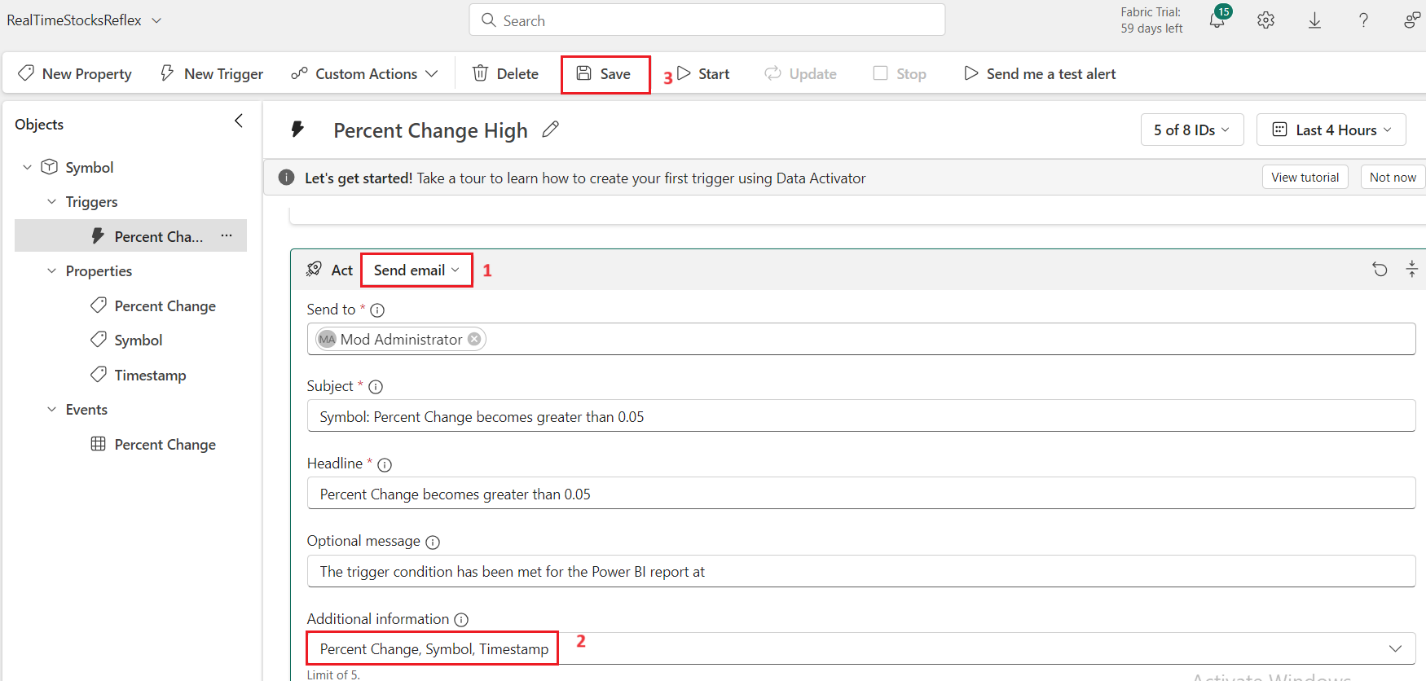 RealTimeStocksReflex
Search
Fabric Trial:
59 days left
15
New Property
New Trigger
Custom Actions
Delete
Save
3
Start
Update
Stop
Send me a test alert
Objects
Symbol
Triggers
Percent Cha...
Properties
Percent Change
Symbol
Timestamp
Events
Percent Change
Percent Change High
5 of 8 IDs
Last 4 Hours
Let's get started! Take a tour to learn how to create your first trigger using Data Activator
View tutorial
Not now
Act
Send email
1
Send to *
MA Mod Administrator
Subject *
Symbol: Percent Change becomes greater than 0.05
Headline *
Percent Change becomes greater than 0.05
Optional message
The trigger condition has been met for the Power BI report at
Additional information
Percent Change, Symbol, Timestamp
2
Limit of 5.
Activate Windows